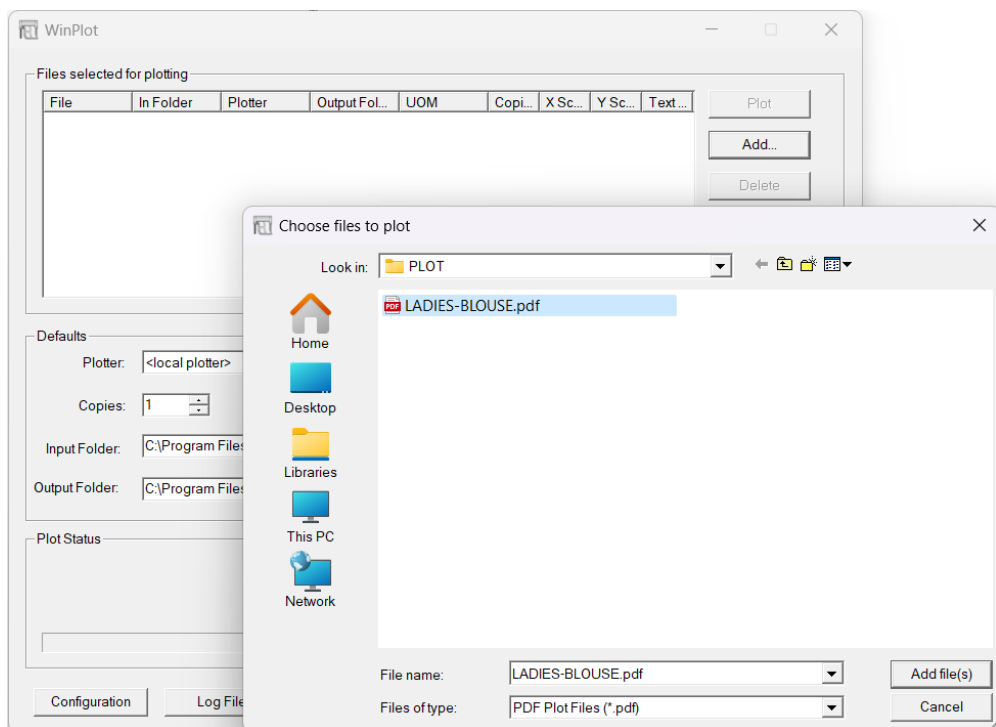 WinPlot
Files selected for plotting
File In Folder Plotter Output Fol... UOM Copi... X Sc... Y Sc... Text ...
Plot
Add...
Delete
Choose files to plot
Look in: PLOT
PDF LADIES-BLOUSE.pdf
Home
Desktop
Libraries
This PC
Network
Defaults
Plotter: <local plotter>
Copies: 1
Input Folder: C:\Program Files
Output Folder: C:\Program Files
Plot Status
File name: LADIES-BLOUSE.pdf
Add file(s)
Files of type: PDF Plot Files (*.pdf)
Cancel
Configuration
Log File